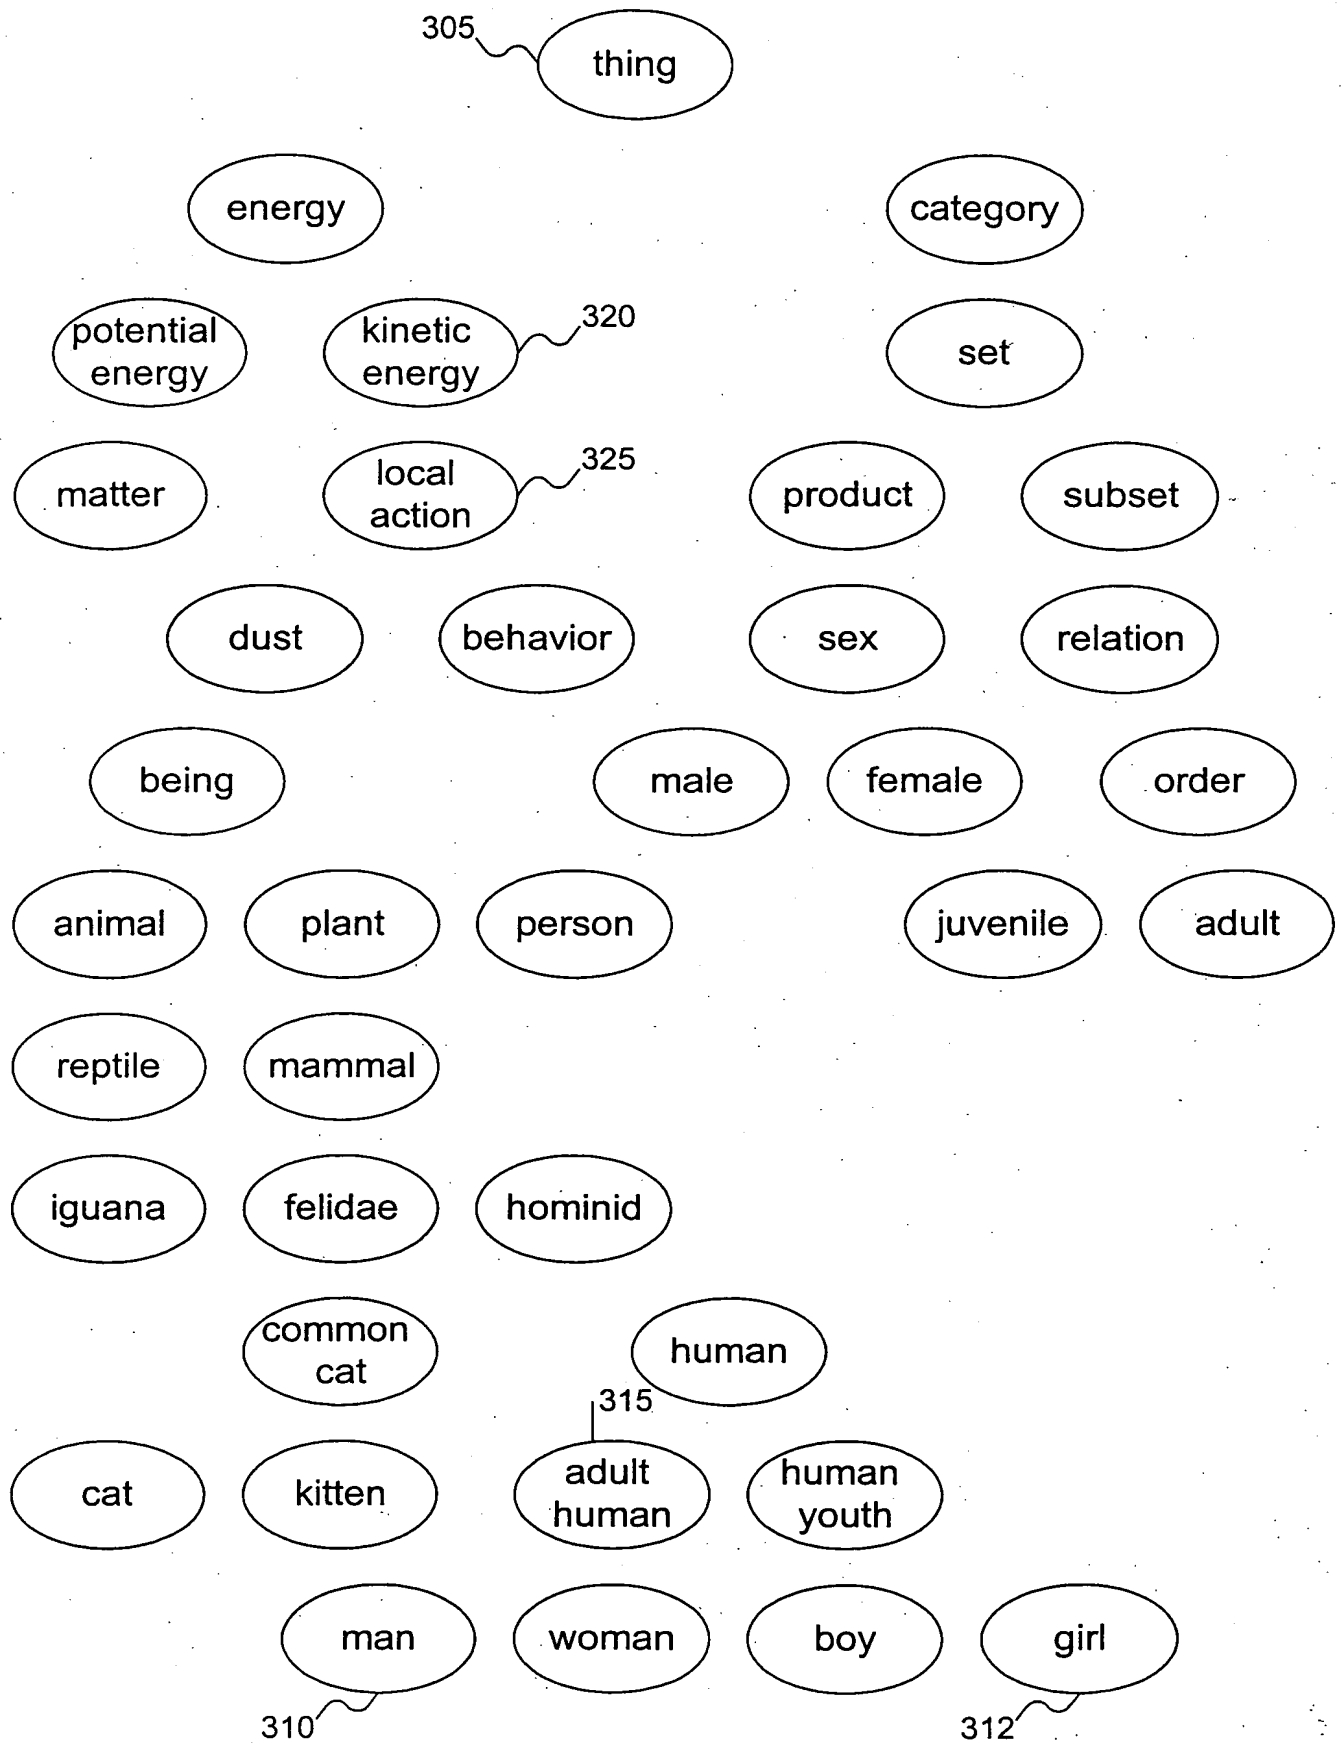 305
thing
energy
category
potential
energy
kinetic
energy
320
set
matter
local
action
325
product
subset
dust
behavior
sex
relation
being
male
female
order
animal
plant
person
juvenile
adult
reptile
mammal
iguana
felidae
hominid
common
cat
human
315
cat
kitten
adult
human
human
youth
man
woman
boy
girl
310
312